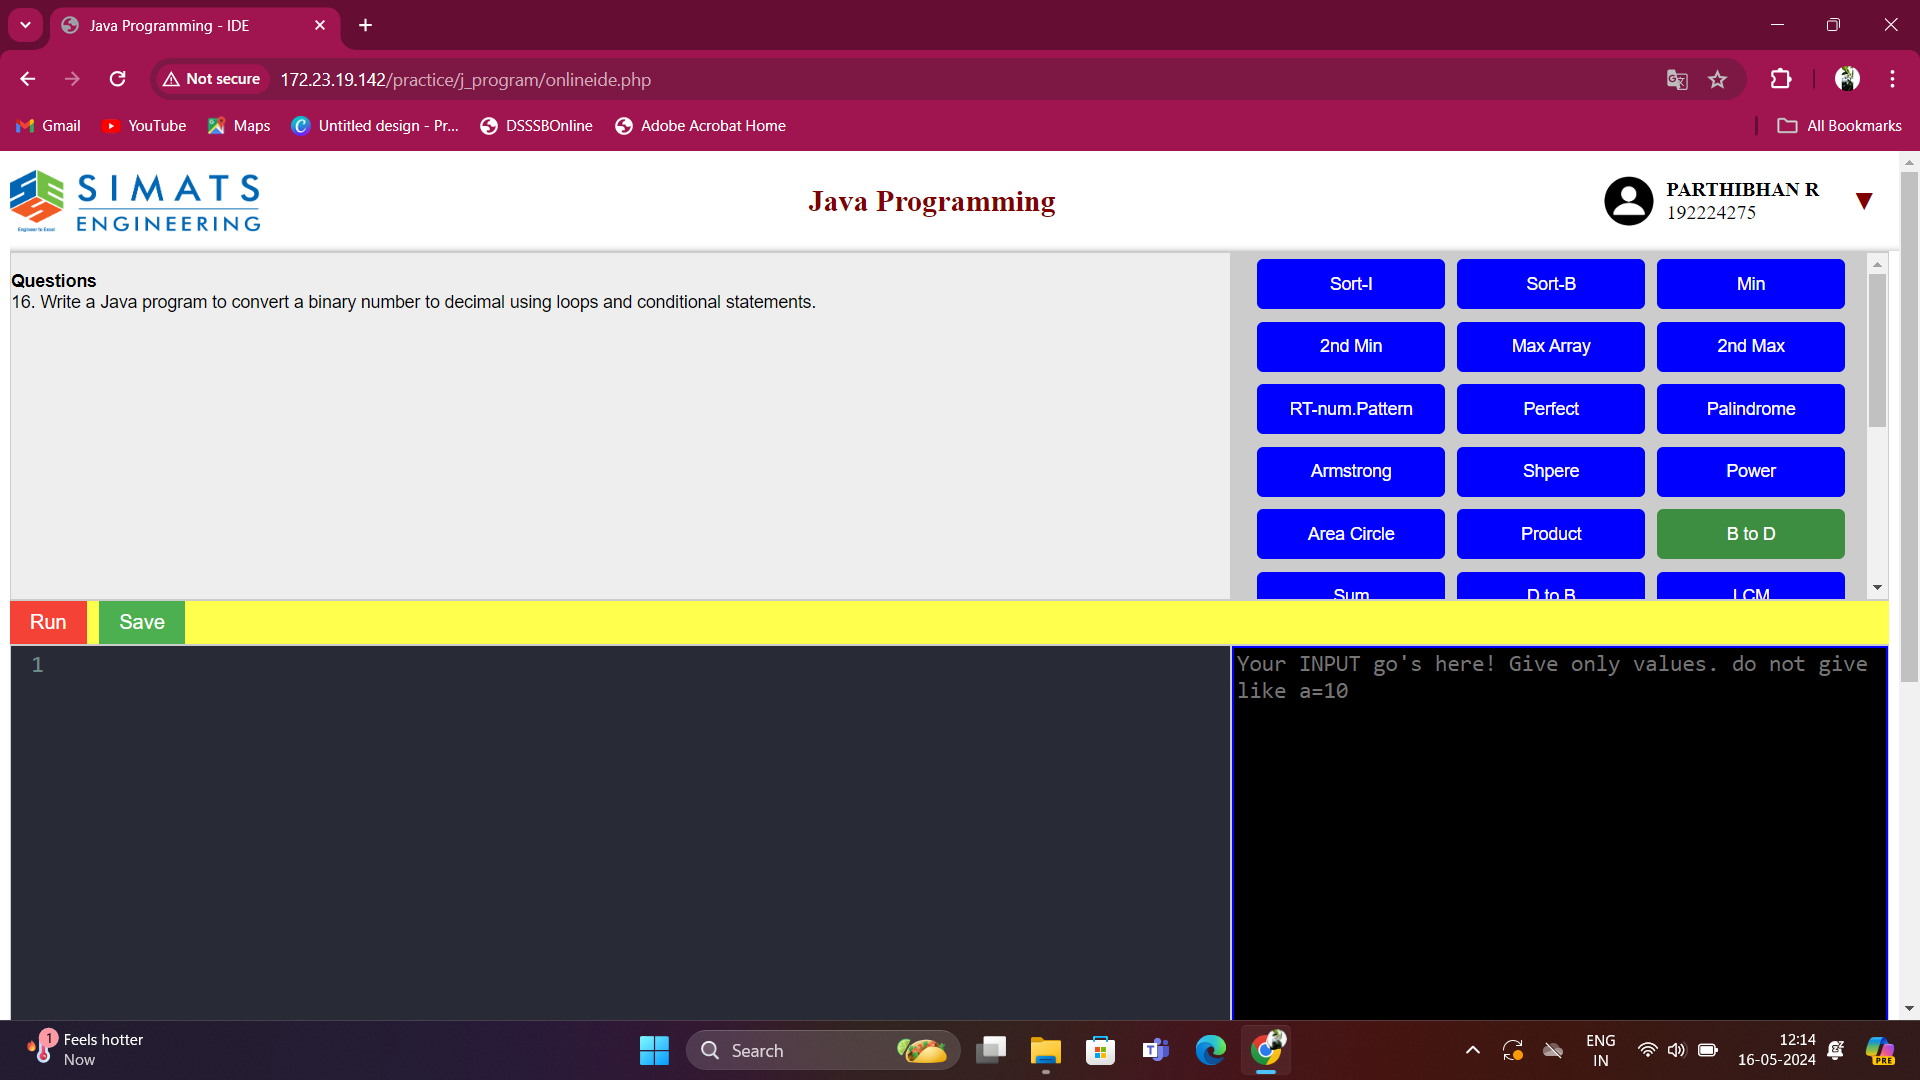 Java Programming - IDE
Not secure
172.23.19.142/practice/j_program/onlineide.php
Gmail
YouTube
Maps
Untitled design - Pr...
DSSSBOnline
Adobe Acrobat Home
All Bookmarks
SIMATS
ENGINEERING
Engineer to Excel
Java Programming
PARTHIBHAN R
192224275
Questions
16. Write a Java program to convert a binary number to decimal using loops and conditional statements.
Sort-I
Sort-B
Min
2nd Min
Max Array
2nd Max
RT-num.Pattern
Perfect
Palindrome
Armstrong
Shpere
Power
Area Circle
Product
B to D
Sum
D to B
LCM
Run
Save
1
Your INPUT go's here! Give only values. do not give
like a=10
1
Feels hotter
Now
Search
ENG
IN
12:14
16-05-2024
PRE